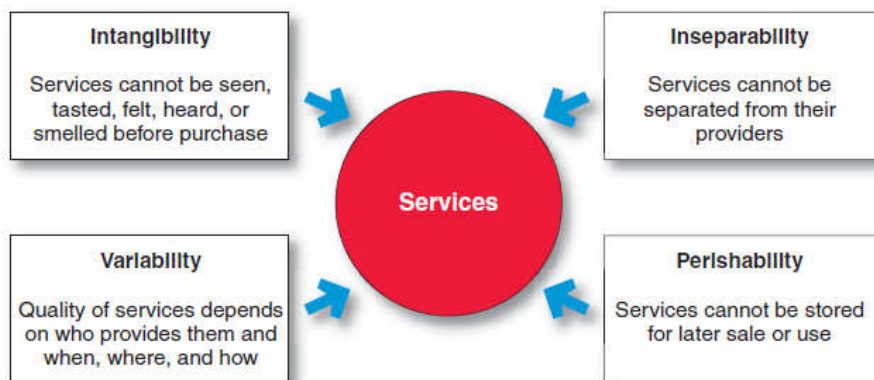 Intangibility
Services cannot be seen,
tasted, felt, heard, or
smelled before purchase
Inseparability
Services cannot be
separated from their
providers
Services
Variability
Quality of services depends
on who provides them and
when, where, and how
Perishability
Services cannot be stored
for later sale or use